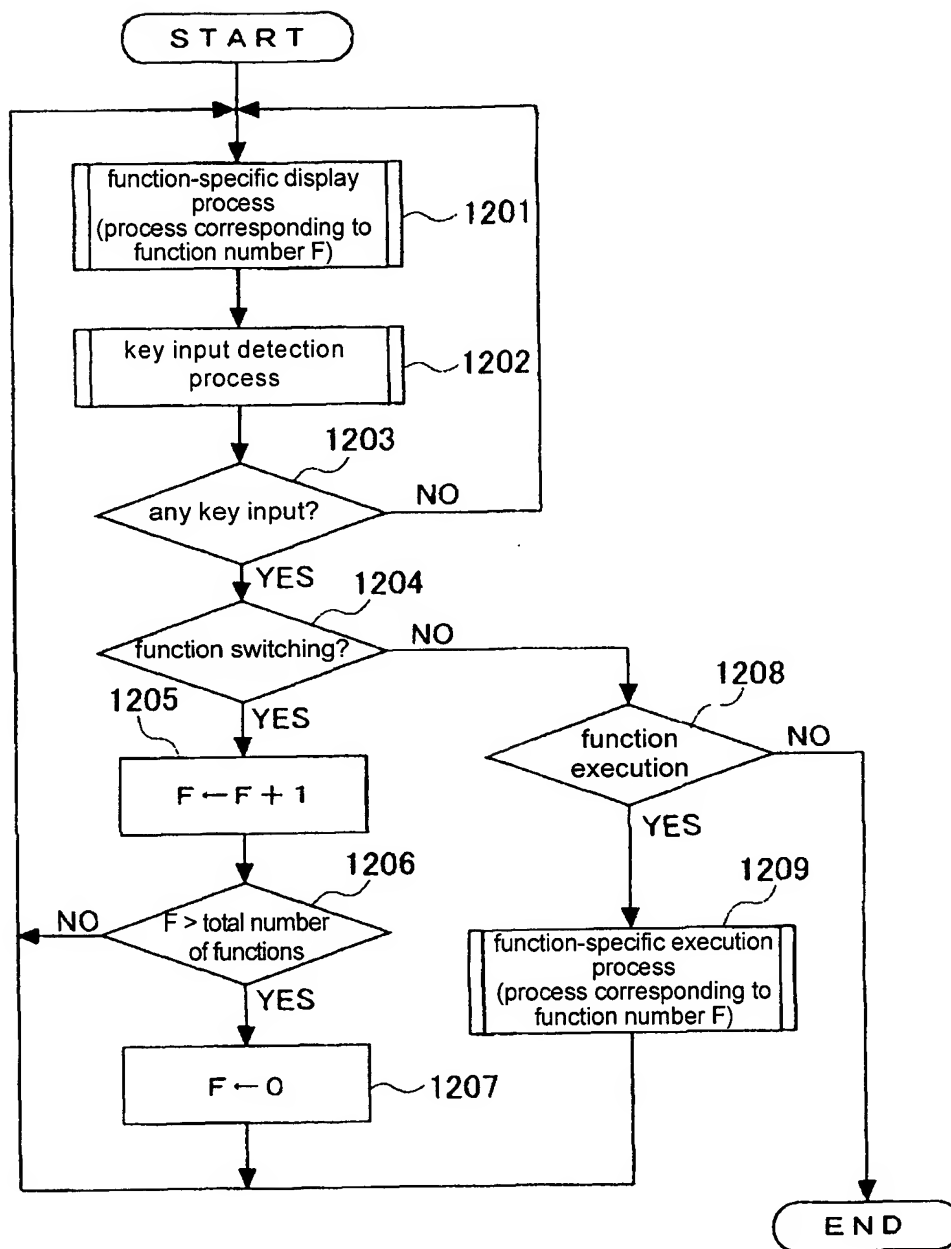 START
function-specific display
process
(process corresponding to
function number F)
1201
key input detection
process
1202
1203
any key input?
NO
YES
1204
function switching?
NO
1205
YES
1208
function
execution
NO
F ← F + 1
YES
1206
F > total number
of functions
NO
1209
function-specific execution
process
(process corresponding to
function number F)
YES
F ← 0
1207
END